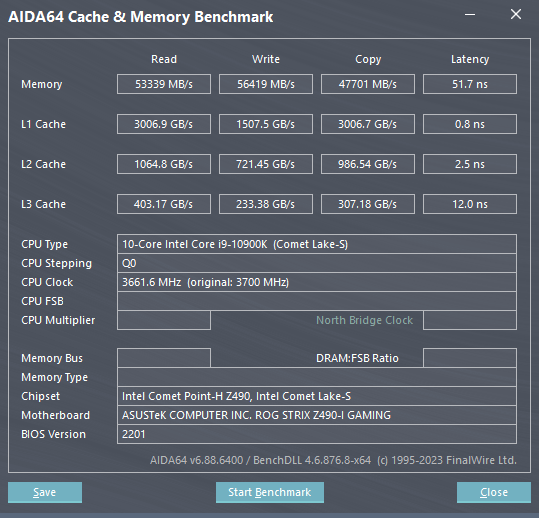 AIDA64 Cache & Memory Benchmark
Read Write Copy Latency
Memory 53339 MB/s 56419 MB/s 47701 MB/s 51.7 ns
L1 Cache 3006.9 GB/s 1507.5 GB/s 3006.7 GB/s 0.8 ns
L2 Cache 1064.8 GB/s 721.45 GB/s 986.54 GB/s 2.5 ns
L3 Cache 403.17 GB/s 233.38 GB/s 307.18 GB/s 12.0 ns
CPU Type 10-Core Intel Core i9-10900K (Comet Lake-S)
CPU Stepping Q0
CPU Clock 3661.6 MHz (original: 3700 MHz)
CPU FSB
CPU Multiplier North Bridge Clock
Memory Bus DRAM:FSB Ratio
Memory Type
Chipset Intel Comet Point-H Z490, Intel Comet Lake-S
Motherboard ASUSTeK COMPUTER INC. ROG STRIX Z490-I GAMING
BIOS Version 2201
AIDA64 v6.88.6400 / BenchDLL 4.6.876.8-x64 (c) 1995-2023 FinalWire Ltd.
Save Start Benchmark Close